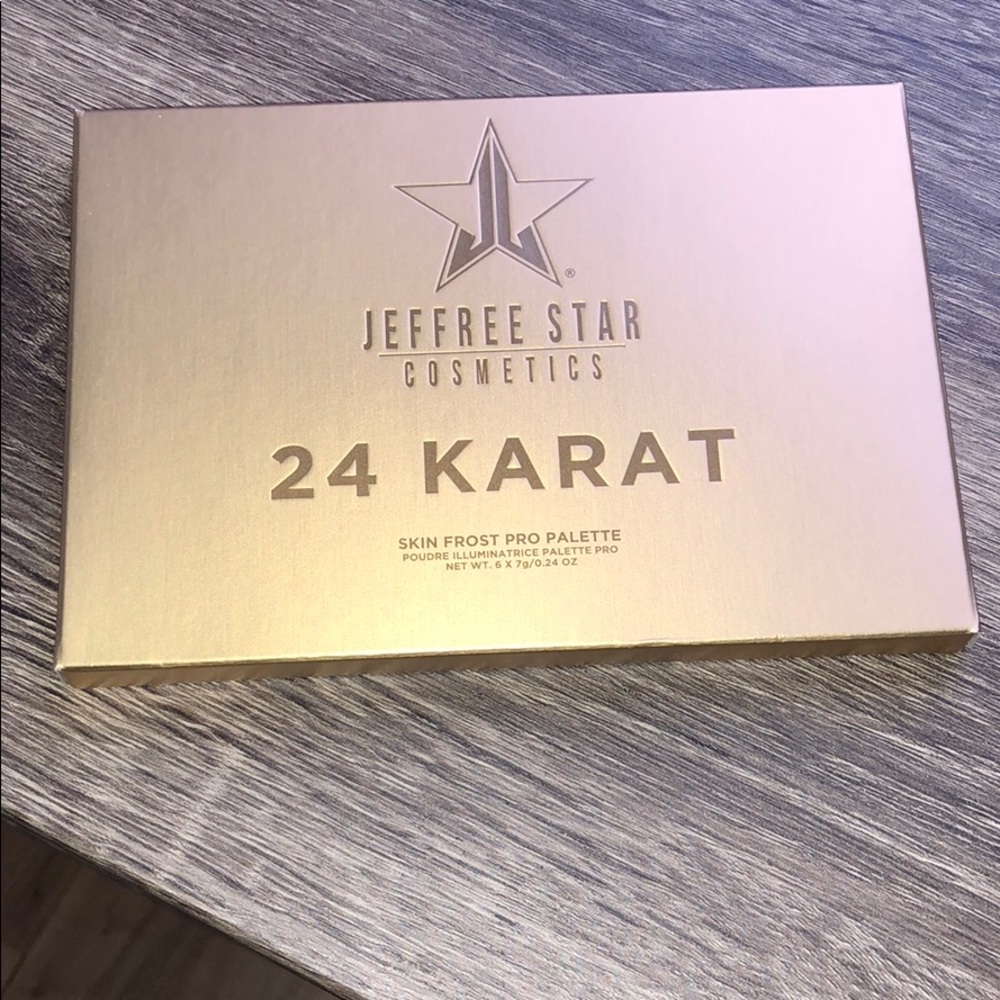 ®
JEFFREE STAR
COSMETICS
24 KARAT
SKIN FROST PRO PALETTE
POUDRE ILLUMINATRICE PALETTE PRO
NET WT. 6 X 7g/0.24 OZ